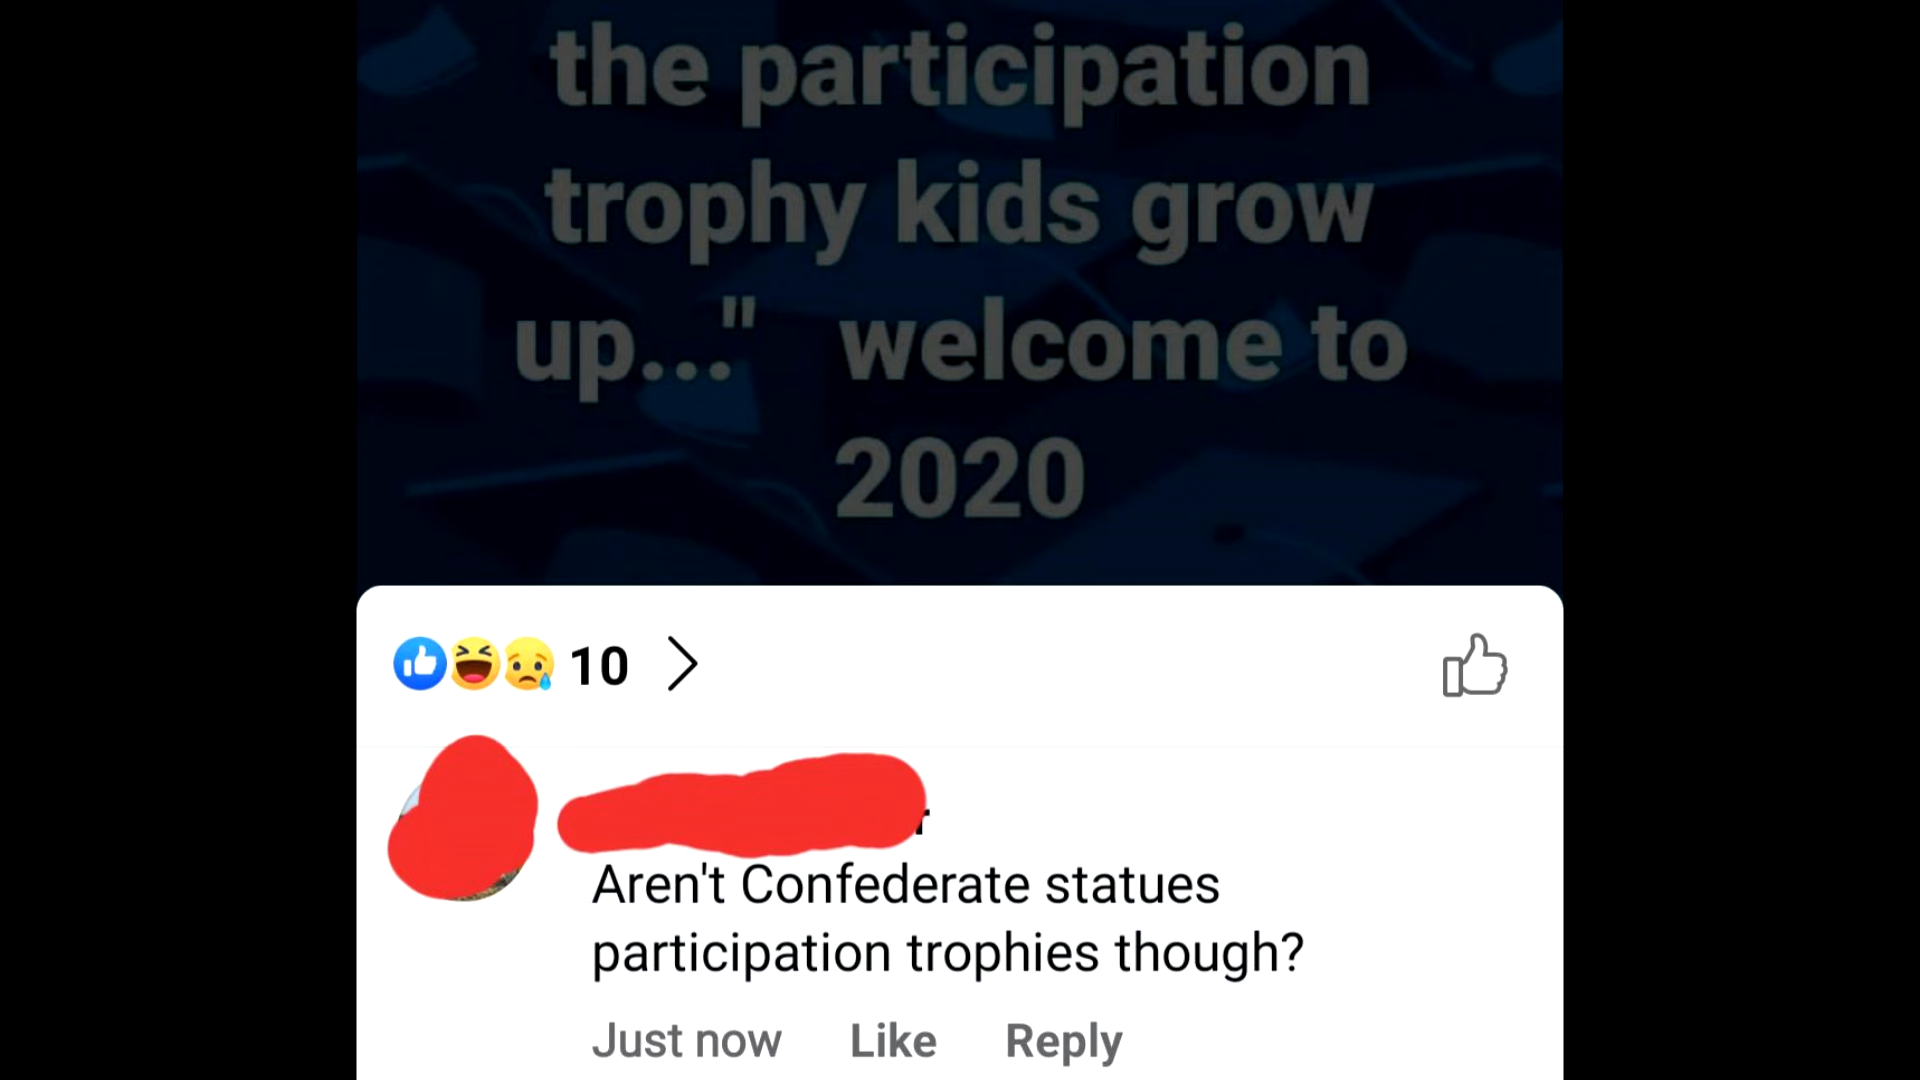 the participation
trophy kids grow
up..." welcome to
2020
10
Aren't Confederate statues
participation trophies though?
Just now Like Reply